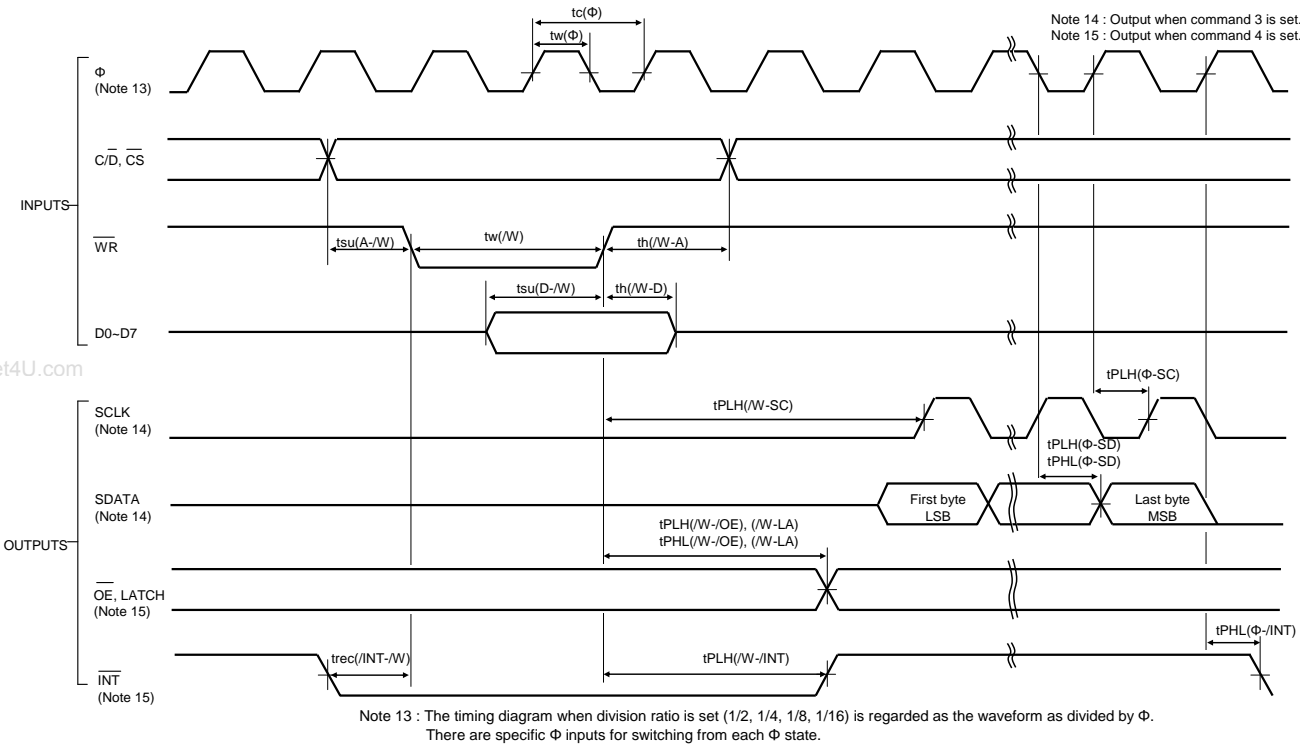 tc(Φ)
Note 14 : Output when command 3 is set.
Note 15 : Output when command 4 is set.
tw(Φ)
Φ
(Note 13)
C/D, CS
INPUTS
WR
tsu(A-/W)
tw(/W)
th(/W-A)
tsu(D-/W)
th(/W-D)
D0~D7
et4U.com
tPLH(Φ-SC)
SCLK
(Note 14)
tPLH(/W-SC)
tPLH(Φ-SD)
tPHL(Φ-SD)
SDATA
(Note 14)
First byte
LSB
Last byte
MSB
OUTPUTS
tPLH(/W-/OE), (/W-LA)
tPHL(/W-/OE), (/W-LA)
OE, LATCH
(Note 15)
tPHL(Φ-/INT)
trec(/INT-/W)
tPLH(/W-/INT)
INT
(Note 15)
Note 13 : The timing diagram when division ratio is set (1/2, 1/4, 1/8, 1/16) is regarded as the waveform as divided by Φ.
There are specific Φ inputs for switching from each Φ state.